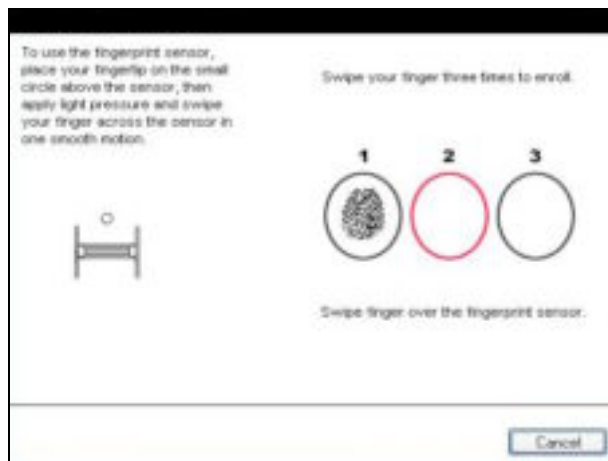 To use the fingerprint sensor,
place your fingertip on the small
circle above the sensor, then
apply light pressure and swipe
your finger across the sensor in
one smooth motion.
Swipe your finger three times to enroll.
1 2 3
Swipe finger over the fingerprint sensor.
Cancel